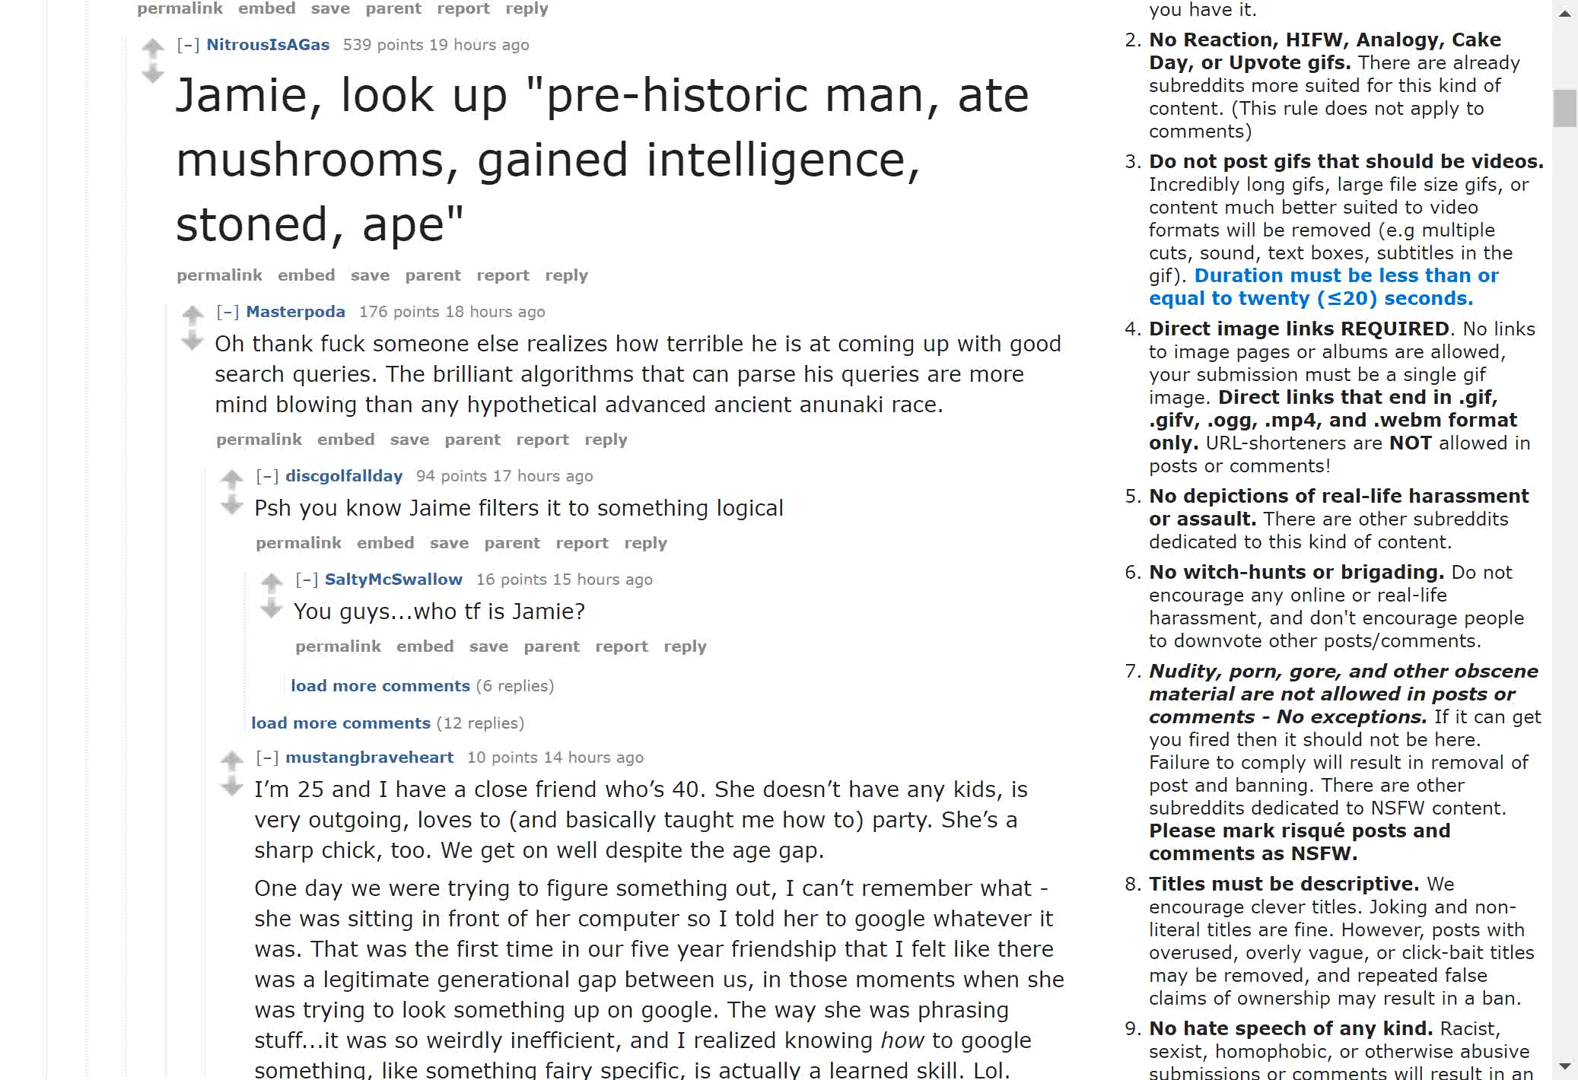 permalink embed save parent report reply
[–] NitrousIsAGas 539 points 19 hours ago
Jamie, look up "pre-historic man, ate
mushrooms, gained intelligence,
stoned, ape"
permalink embed save parent report reply
[–] Masterpoda 176 points 18 hours ago
Oh thank fuck someone else realizes how terrible he is at coming up with good
search queries. The brilliant algorithms that can parse his queries are more
mind blowing than any hypothetical advanced ancient anunaki race.
permalink embed save parent report reply
[–] discgolfallday 94 points 17 hours ago
Psh you know Jaime filters it to something logical
permalink embed save parent report reply
[–] SaltyMcSwallow 16 points 15 hours ago
You guys...who tf is Jamie?
permalink embed save parent report reply
load more comments (6 replies)
load more comments (12 replies)
[–] mustangbraveheart 10 points 14 hours ago
I’m 25 and I have a close friend who’s 40. She doesn’t have any kids, is
very outgoing, loves to (and basically taught me how to) party. She’s a
sharp chick, too. We get on well despite the age gap.
One day we were trying to figure something out, I can’t remember what -
she was sitting in front of her computer so I told her to google whatever it
was. That was the first time in our five year friendship that I felt like there
was a legitimate generational gap between us, in those moments when she
was trying to look something up on google. The way she was phrasing
stuff...it was so weirdly inefficient, and I realized knowing how to google
something, like something fairy specific, is actually a learned skill. Lol.
you have it.
2. No Reaction, HIFW, Analogy, Cake
Day, or Upvote gifs. There are already
subreddits more suited for this kind of
content. (This rule does not apply to
comments)
3. Do not post gifs that should be videos.
Incredibly long gifs, large file size gifs, or
content much better suited to video
formats will be removed (e.g multiple
cuts, sound, text boxes, subtitles in the
gif). Duration must be less than or
equal to twenty (≤20) seconds.
4. Direct image links REQUIRED. No links
to image pages or albums are allowed,
your submission must be a single gif
image. Direct links that end in .gif,
.gifv, .ogg, .mp4, and .webm format
only. URL-shorteners are NOT allowed in
posts or comments!
5. No depictions of real-life harassment
or assault. There are other subreddits
dedicated to this kind of content.
6. No witch-hunts or brigading. Do not
encourage any online or real-life
harassment, and don't encourage people
to downvote other posts/comments.
7. Nudity, porn, gore, and other obscene
material are not allowed in posts or
comments - No exceptions. If it can get
you fired then it should not be here.
Failure to comply will result in removal of
post and banning. There are other
subreddits dedicated to NSFW content.
Please mark risqué posts and
comments as NSFW.
8. Titles must be descriptive. We
encourage clever titles. Joking and non-
literal titles are fine. However, posts with
overused, overly vague, or click-bait titles
may be removed, and repeated false
claims of ownership may result in a ban.
9. No hate speech of any kind. Racist,
sexist, homophobic, or otherwise abusive
submissions or comments will result in an